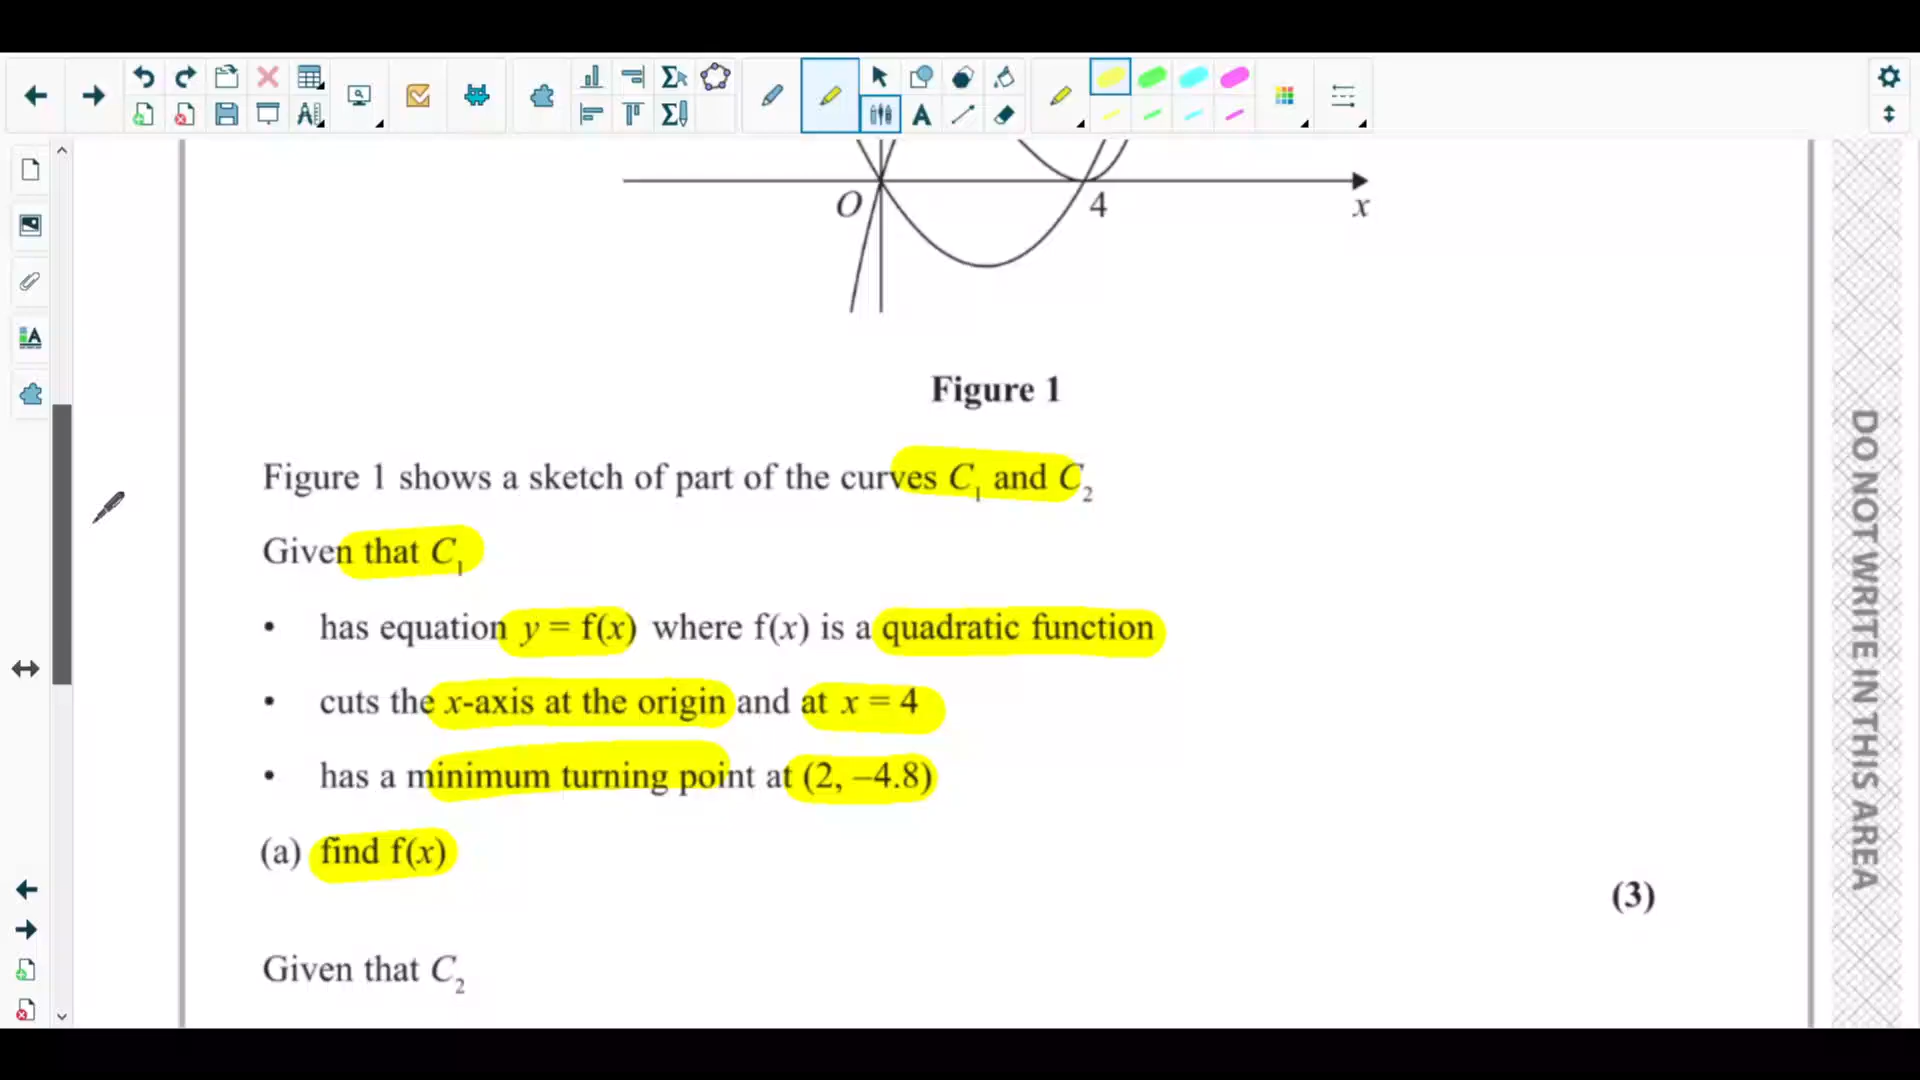 O
4
x
Figure 1
Figure 1 shows a sketch of part of the curves C₁ and C₂
Given that C₁
• has equation y = f(x) where f(x) is a quadratic function
• cuts the x-axis at the origin and at x = 4
• has a minimum turning point at (2, –4.8)
(a) find f(x)
(3)
Given that C₂
DO NOT WRITE IN THIS AREA